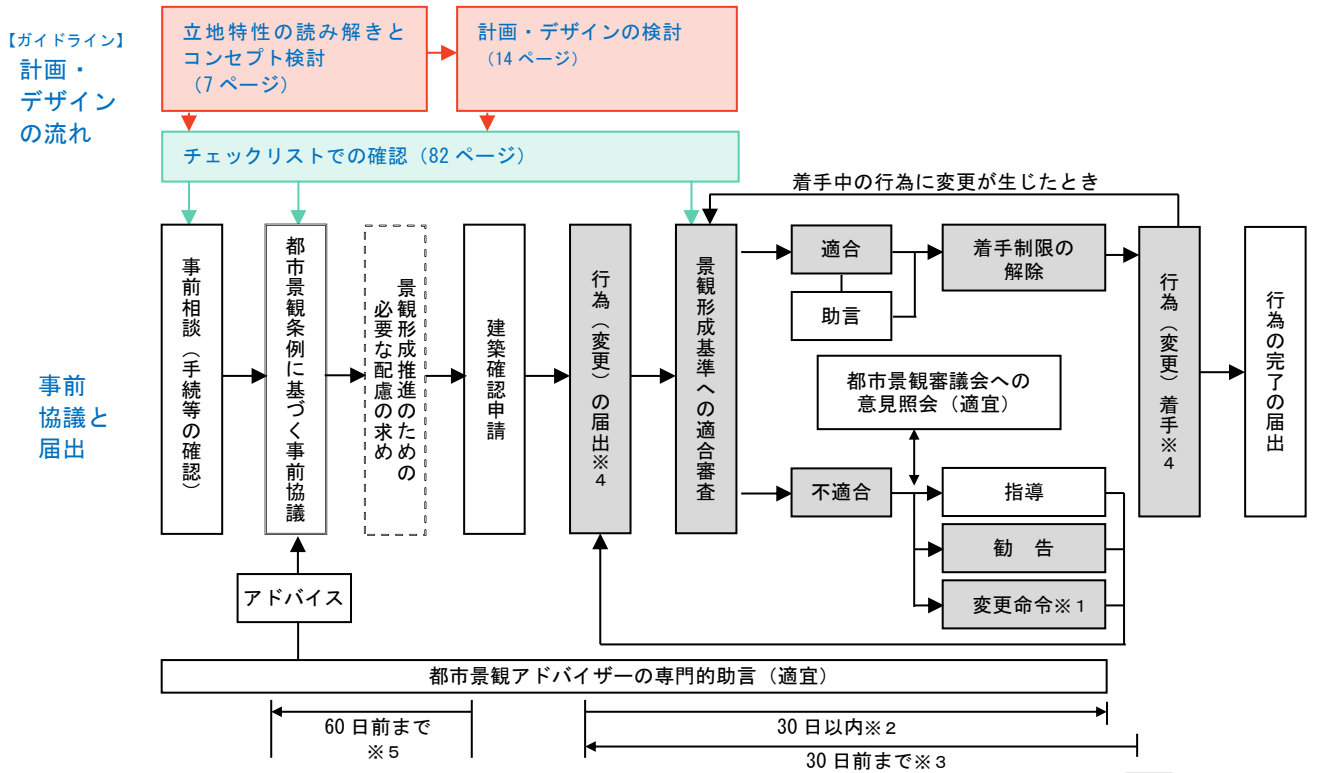 【ガイドライン】
計画・
デザイン
の流れ
立地特性の読み解きと
コンセプト検討
（7 ページ）
計画・デザインの検討
（14 ページ）
チェックリストでの確認（82 ページ）
着手中の行為に変更が生じたとき
事前
協議と
届出
事前相談（手続等の確認）
都市景観条例に基づく事前協議
景観形成推進のための
必要な配慮の求め
建築確認申請
行為（変更）の届出※４
景観形成基準への適合審査
適合
助言
着手制限の
解除
都市景観審議会への
意見照会（適宜）
不適合
指導
勧　告
変更命令※１
行為（変更）着手※４
行為の完了の届出
アドバイス
都市景観アドバイザーの専門的助言（適宜）
60 日前まで
※５
30 日以内※２
30 日前まで※３